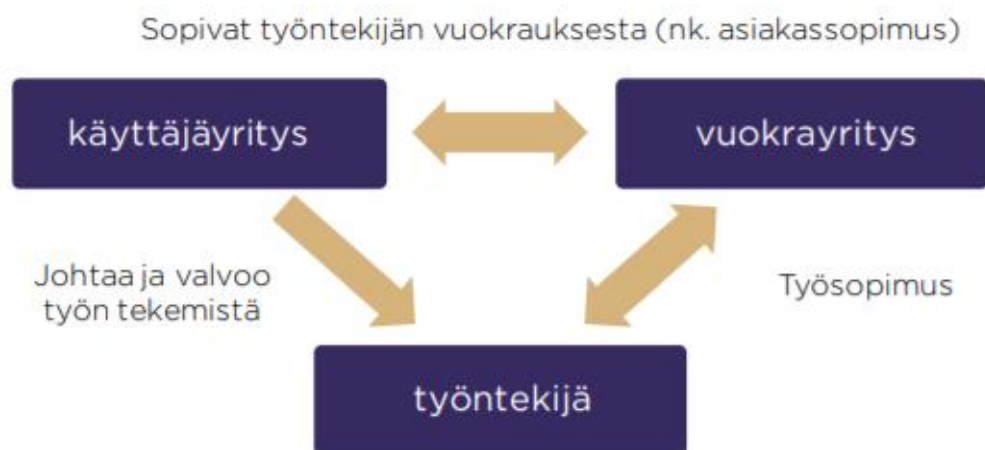 Sopivat työntekijän vuokrauksesta (nk. asiakassopimus)
käyttäjäyritys
vuokrayritys
Johtaa ja valvoo
työn tekemistä
Työsopimus
työntekijä